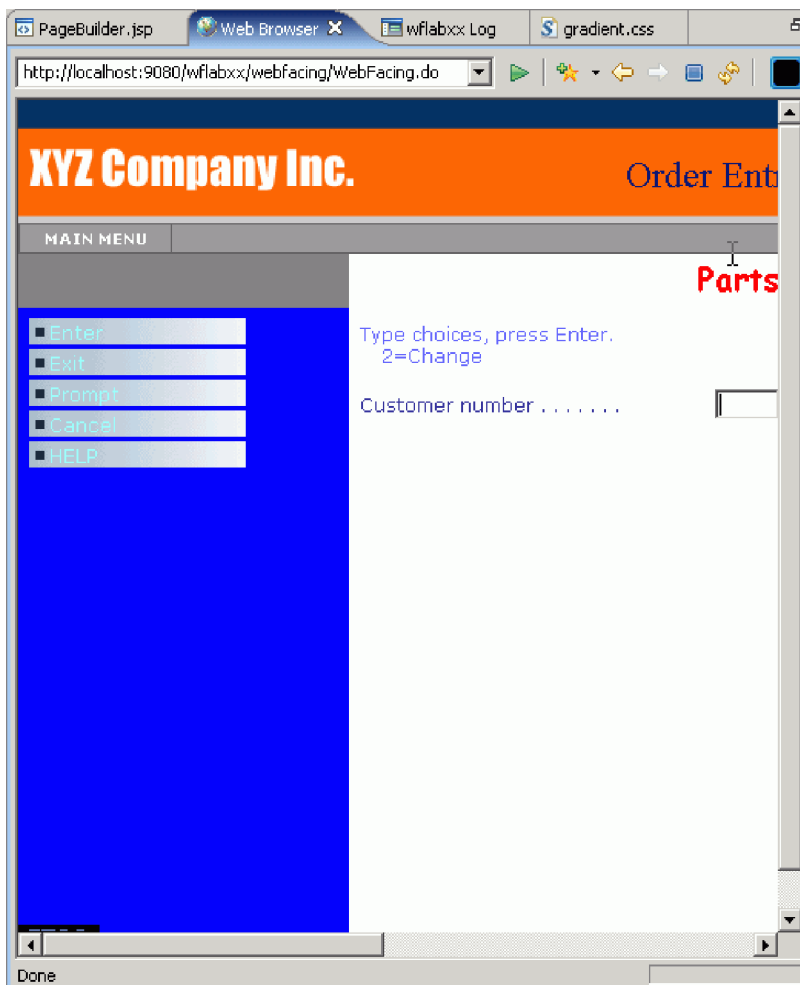 PageBuilder.jsp Web Browser wflabxx Log gradient.css
http://localhost:9080/wflabxx/webfacing/WebFacing.do
XYZ Company Inc.
Order Entr
MAIN MENU
Parts
Enter
Exit
Prompt
Cancel
HELP
Type choices, press Enter.
2=Change
Customer number . . . . . . .
Done